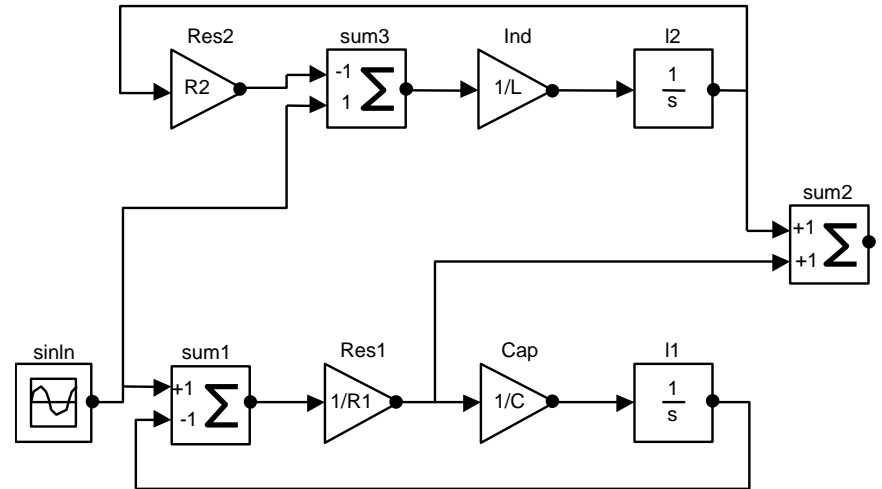 Res2
sum3
Ind
I2
R2
-1
1
Σ
1/L
1
s
sum2
+1
+1
Σ
sinIn
sum1
Res1
Cap
I1
+1
-1
Σ
1/R1
1/C
1
s